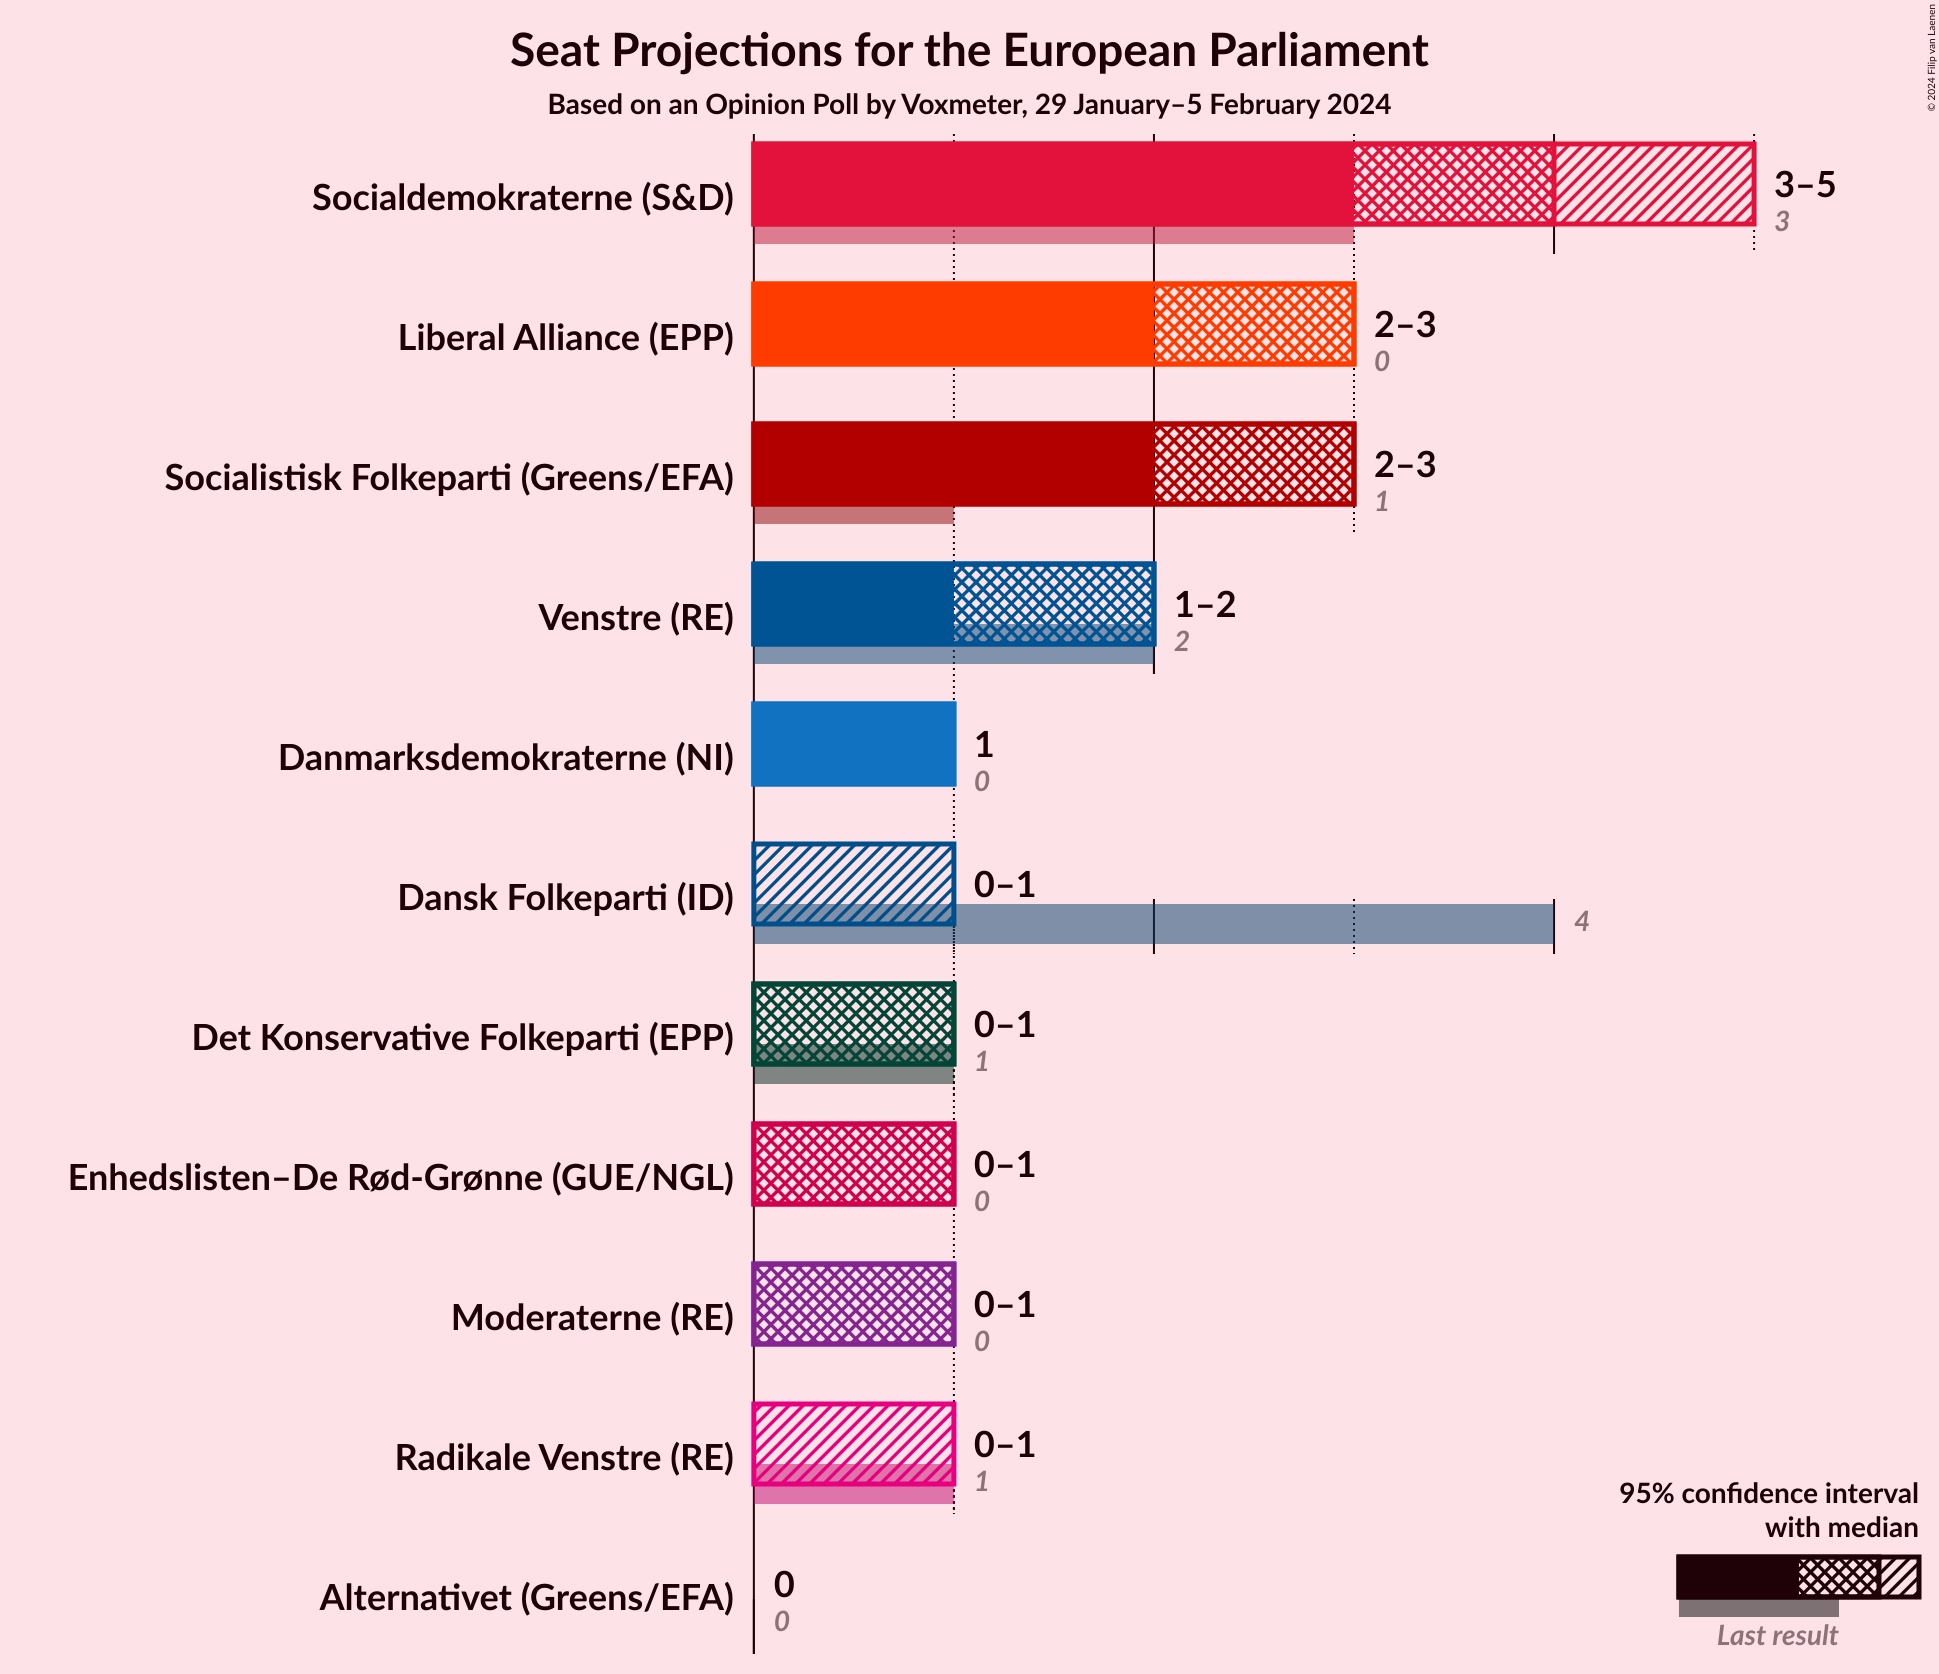 Seat Projections for the European Parliament
Based on an Opinion Poll by Voxmeter, 29 January–5 February 2024
© 2024 Filip van Laenen
Socialdemokraterne (S&D)
3–5
3
Liberal Alliance (EPP)
2–3
0
Socialistisk Folkeparti (Greens/EFA)
2–3
1
Venstre (RE)
1–2
2
Danmarksdemokraterne (NI)
1
0
Dansk Folkeparti (ID)
0–1
4
Det Konservative Folkeparti (EPP)
0–1
1
Enhedslisten–De Rød-Grønne (GUE/NGL)
0–1
0
Moderaterne (RE)
0–1
0
Radikale Venstre (RE)
0–1
1
Alternativet (Greens/EFA)
0
0
95% confidence interval
with median
Last result